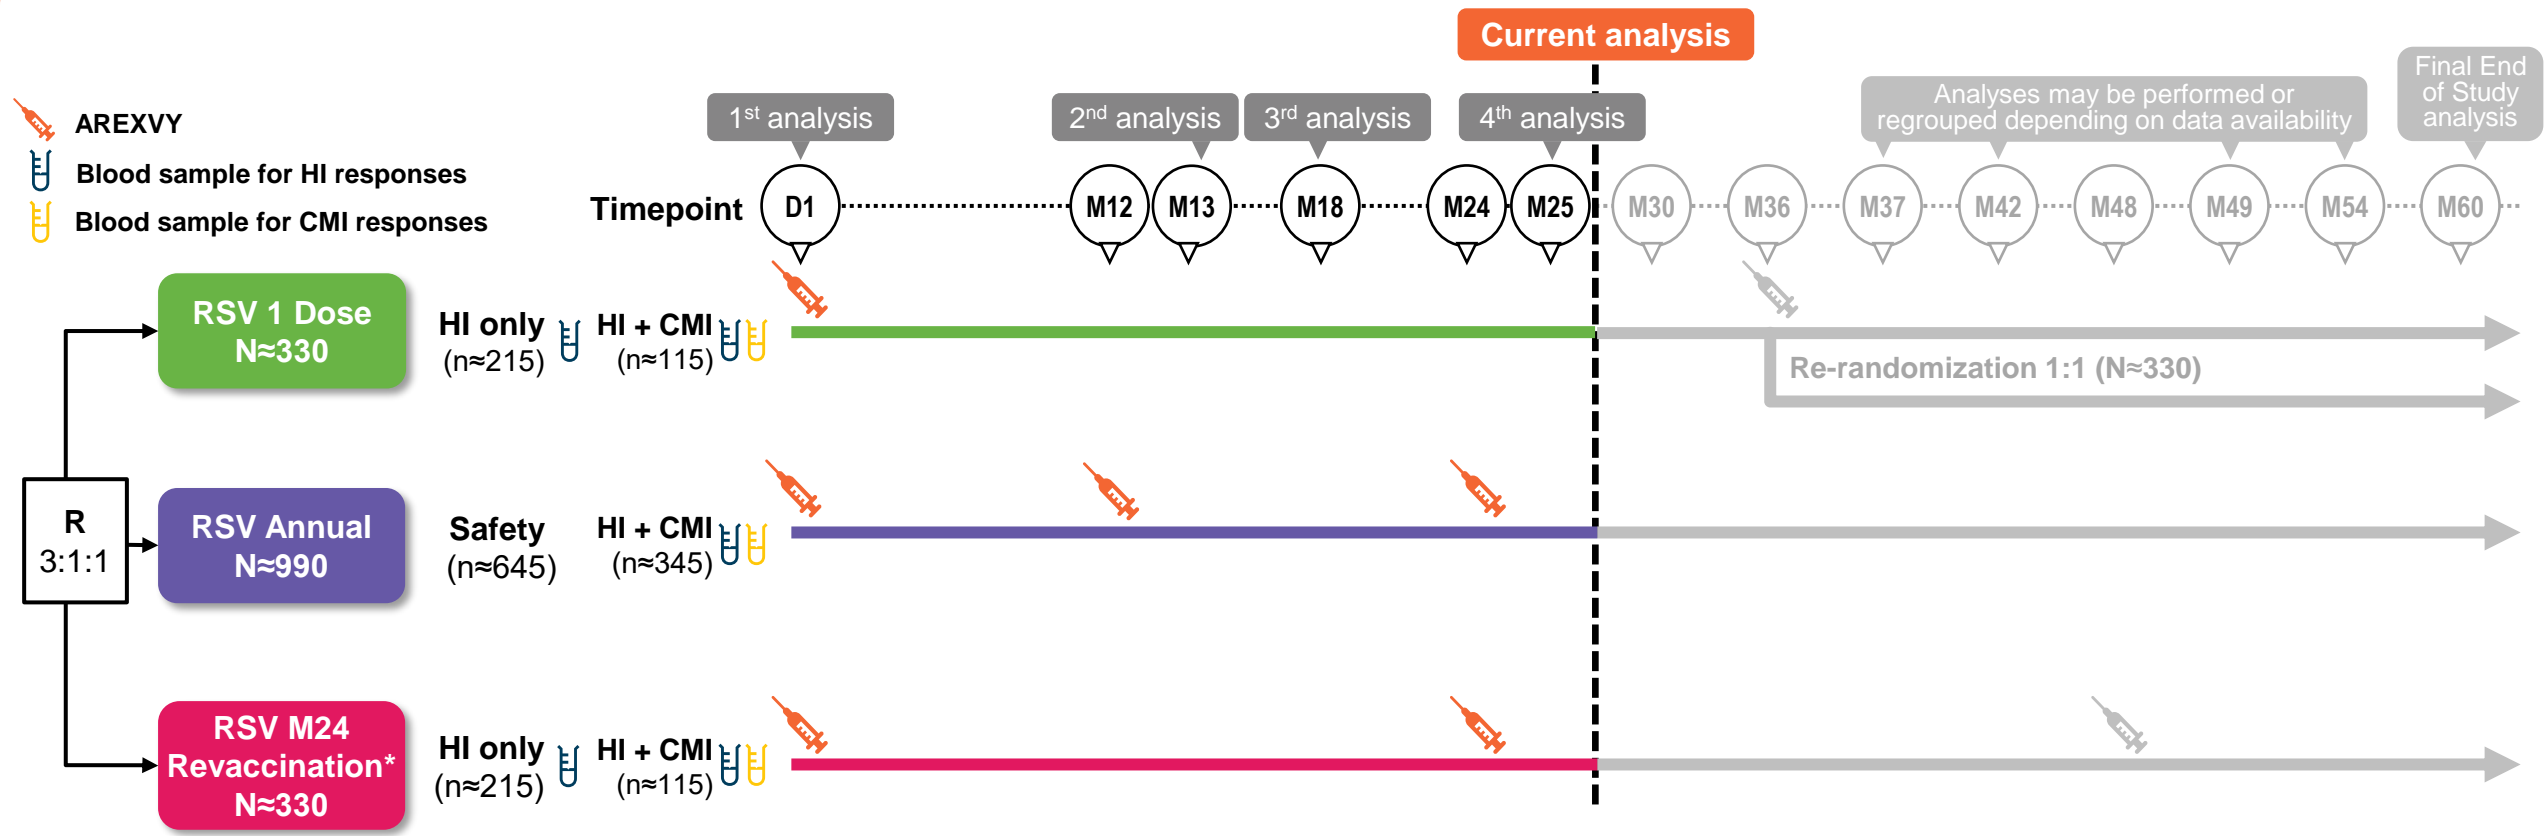 Current analysis
Final End
of Study
analysis
1st analysis
2nd analysis
3rd analysis
4th analysis
Analyses may be performed or
regrouped depending on data availability
AREXVY
Blood sample for HI responses
Blood sample for CMI responses
Timepoint
D1
M12
M13
M18
M24
M25
M30
M36
M37
M42
M48
M49
M54
M60
RSV 1 Dose
N≈330
HI only
(n≈215)
HI + CMI
(n≈115)
Re-randomization 1:1 (N≈330)
R
3:1:1
RSV Annual
N≈990
Safety
(n≈645)
HI + CMI
(n≈345)
RSV M24
Revaccination*
N≈330
HI only
(n≈215)
HI + CMI
(n≈115)